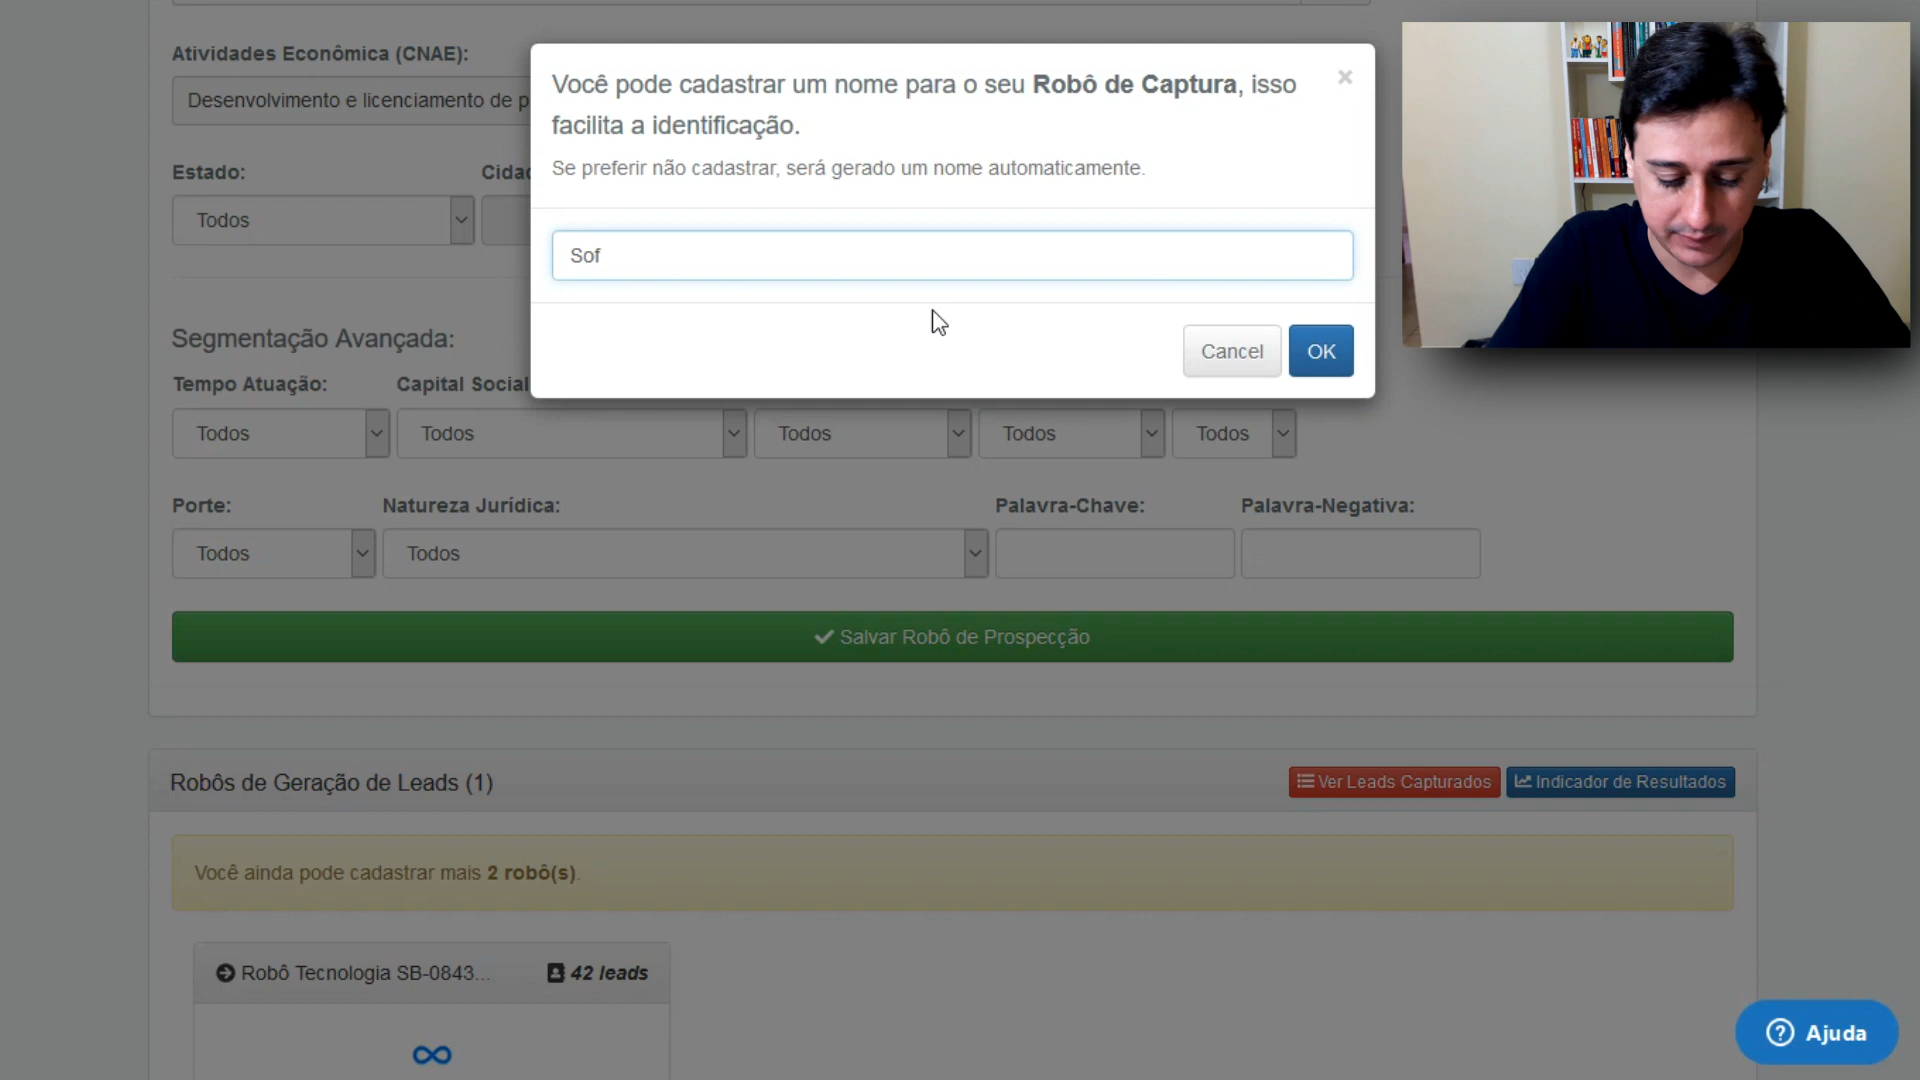 Atividades Econômica (CNAE):
Desenvolvimento e licenciamento de p
Estado:
Cidad
Todos
Você pode cadastrar um nome para o seu Robô de Captura, isso
facilita a identificação.
Se preferir não cadastrar, será gerado um nome automaticamente.
×
Sof
Cancel
OK
Segmentação Avançada:
Tempo Atuação:
Capital Social
Todos
Todos
Todos
Todos
Todos
Porte:
Natureza Jurídica:
Palavra-Chave:
Palavra-Negativa:
Todos
Todos
Salvar Robô de Prospecção
Robôs de Geração de Leads (1)
Ver Leads Capturados
Indicador de Resultados
Você ainda pode cadastrar mais 2 robô(s).
Robô Tecnologia SB-0843...
42 leads
Ajuda